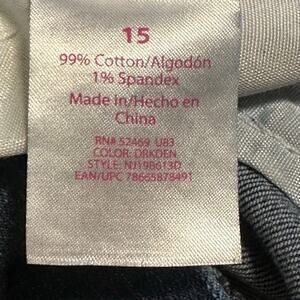 15
99% Cotton/Algodón
1% Spandex
Made in/Hecho en
China
RN# 52469 U83
COLOR: DRKDEN
STYLE: NJ19B613D
EAN/UPC 78665878491